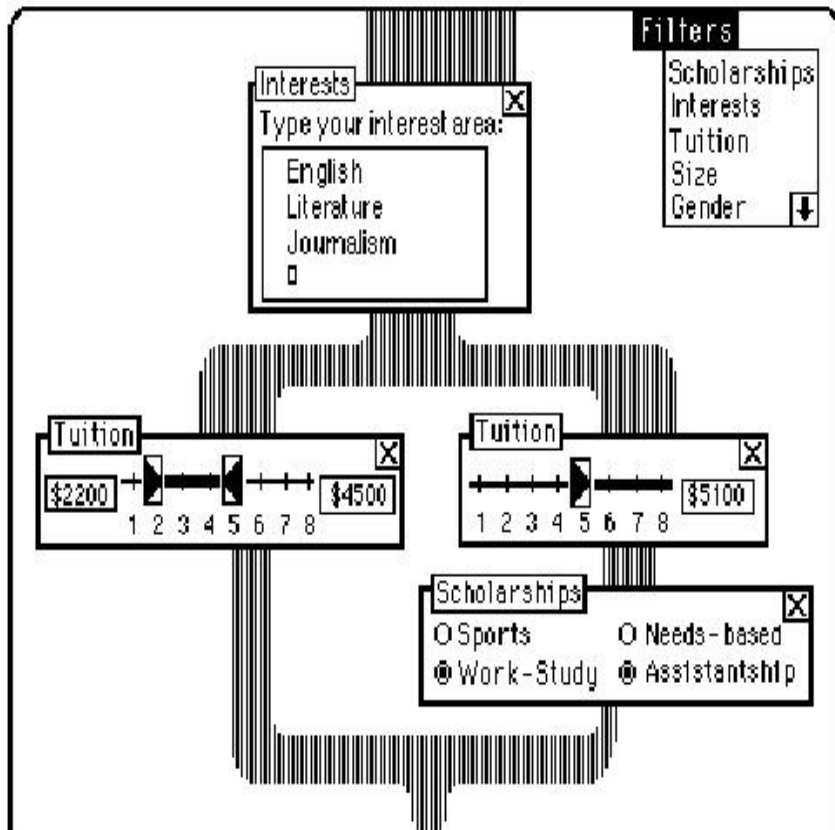 Filters
Scholarships
Interests
Tuition
Size
Gender
Interests
X
Type your interest area:
English
Literature
Journalism
Tuition
X
$2200
$4500
1 2 3 4 5 6 7 8
Tuition
X
$5100
1 2 3 4 5 6 7 8
Scholarships
X
Sports
Needs-based
Work-Study
Assistantship